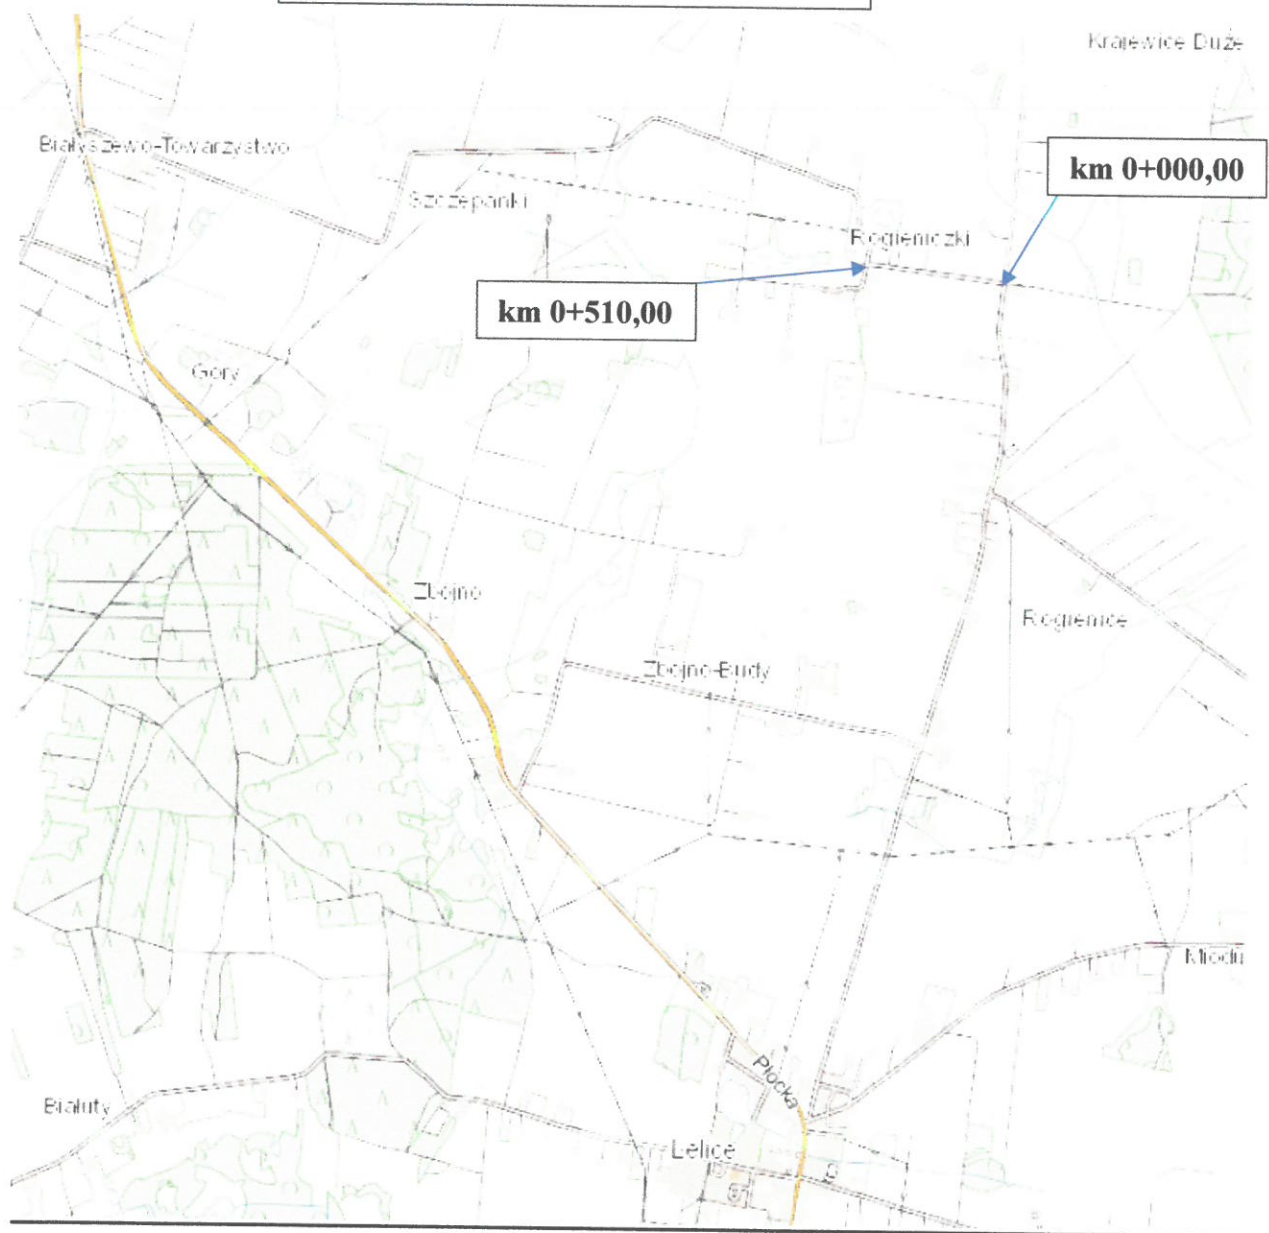 Krajewice Duże
Białyszewo-Towarzystwo
km 0+000,00
Szczepanki
Rogieniczki
km 0+510,00
Góry
Zbójno
Rogienice
Zbójno-Budy
Miodu
Płocka
Białuty
Lelice